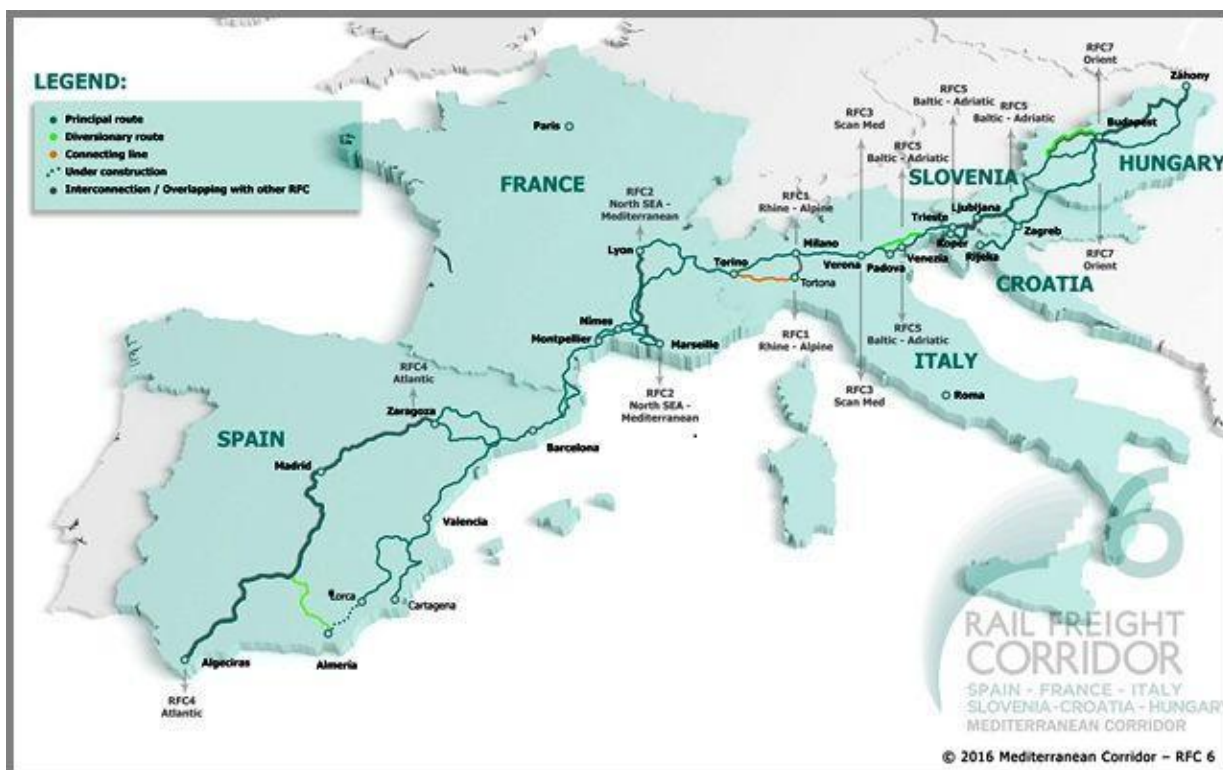 LEGEND:
Principal route
Diversionary route
Connecting line
Under construction
Interconnection / Overlapping with other RFC
Paris
FRANCE
RFC2
North SEA -
Mediterranean
Lyon
RFC1
Rhine - Alpine
RFC3
Scan Med
RFC5
Baltic - Adriatic
RFC5
Baltic - Adriatic
RFC5
Baltic - Adriatic
RFC7
Orient
Záhony
Budapest
HUNGARY
SLOVENIA
Ljubljana
Trieste
Koper
Rijeka
Zagreb
RFC7
Orient
CROATIA
Torino
Milano
Tortona
Verona
Padova
Venezia
RFC1
Rhine - Alpine
RFC5
Baltic - Adriatic
RFC3
Scan Med
ITALY
Roma
Nimes
Montpellier
Marseille
RFC2
North SEA -
Mediterranean
RFC4
Atlantic
Zaragoza
SPAIN
Madrid
Barcelona
Valencia
Lorca
Cartagena
Algeciras
Almería
RFC4
Atlantic
6
RAIL FREIGHT
CORRIDOR
SPAIN - FRANCE - ITALY
SLOVENIA-CROATIA-HUNGARY
MEDITERRANEAN CORRIDOR
© 2016 Mediterranean Corridor – RFC 6